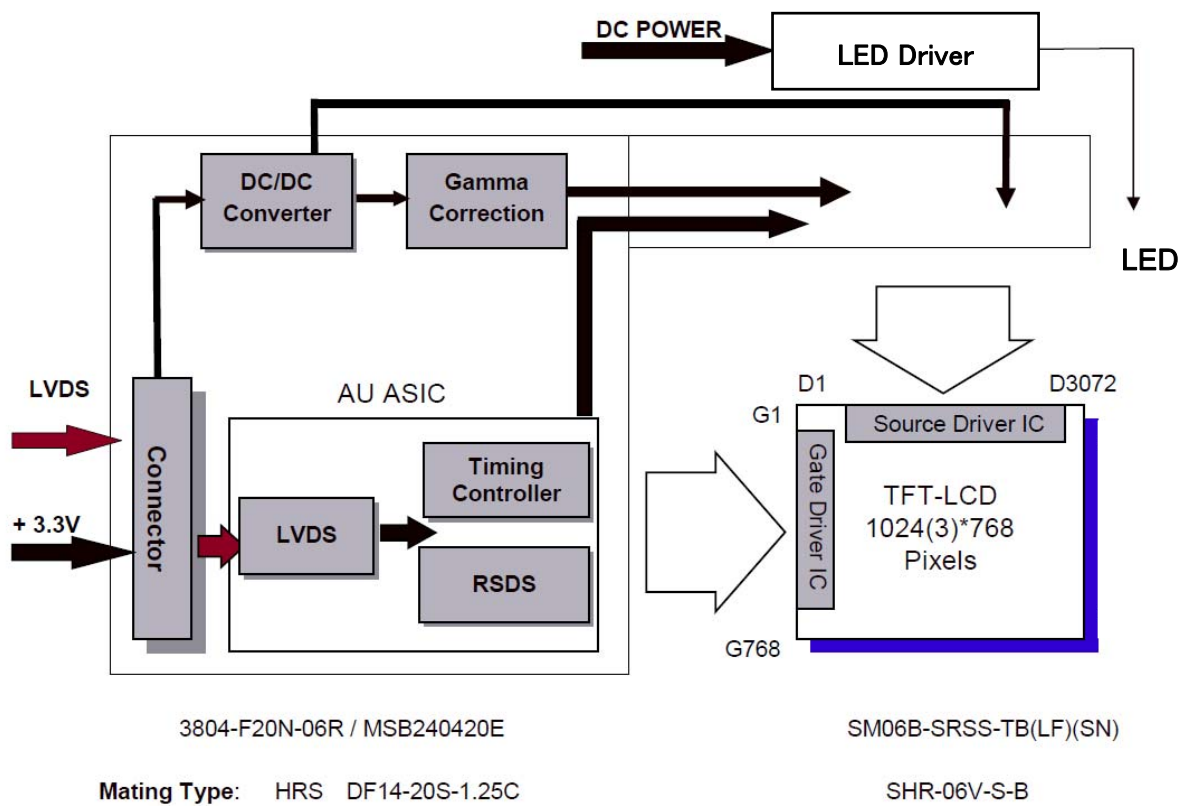 DC POWER
LED Driver
DC/DC
Converter
Gamma
Correction
LED
LVDS
+ 3.3V
Connector
AU ASIC
LVDS
Timing
Controller
RSDS
D1
D3072
G1
G768
Source Driver IC
Gate Driver IC
TFT-LCD
1024(3)*768
Pixels
3804-F20N-06R / MSB240420E
SM06B-SRSS-TB(LF)(SN)
Mating Type: HRS DF14-20S-1.25C
SHR-06V-S-B